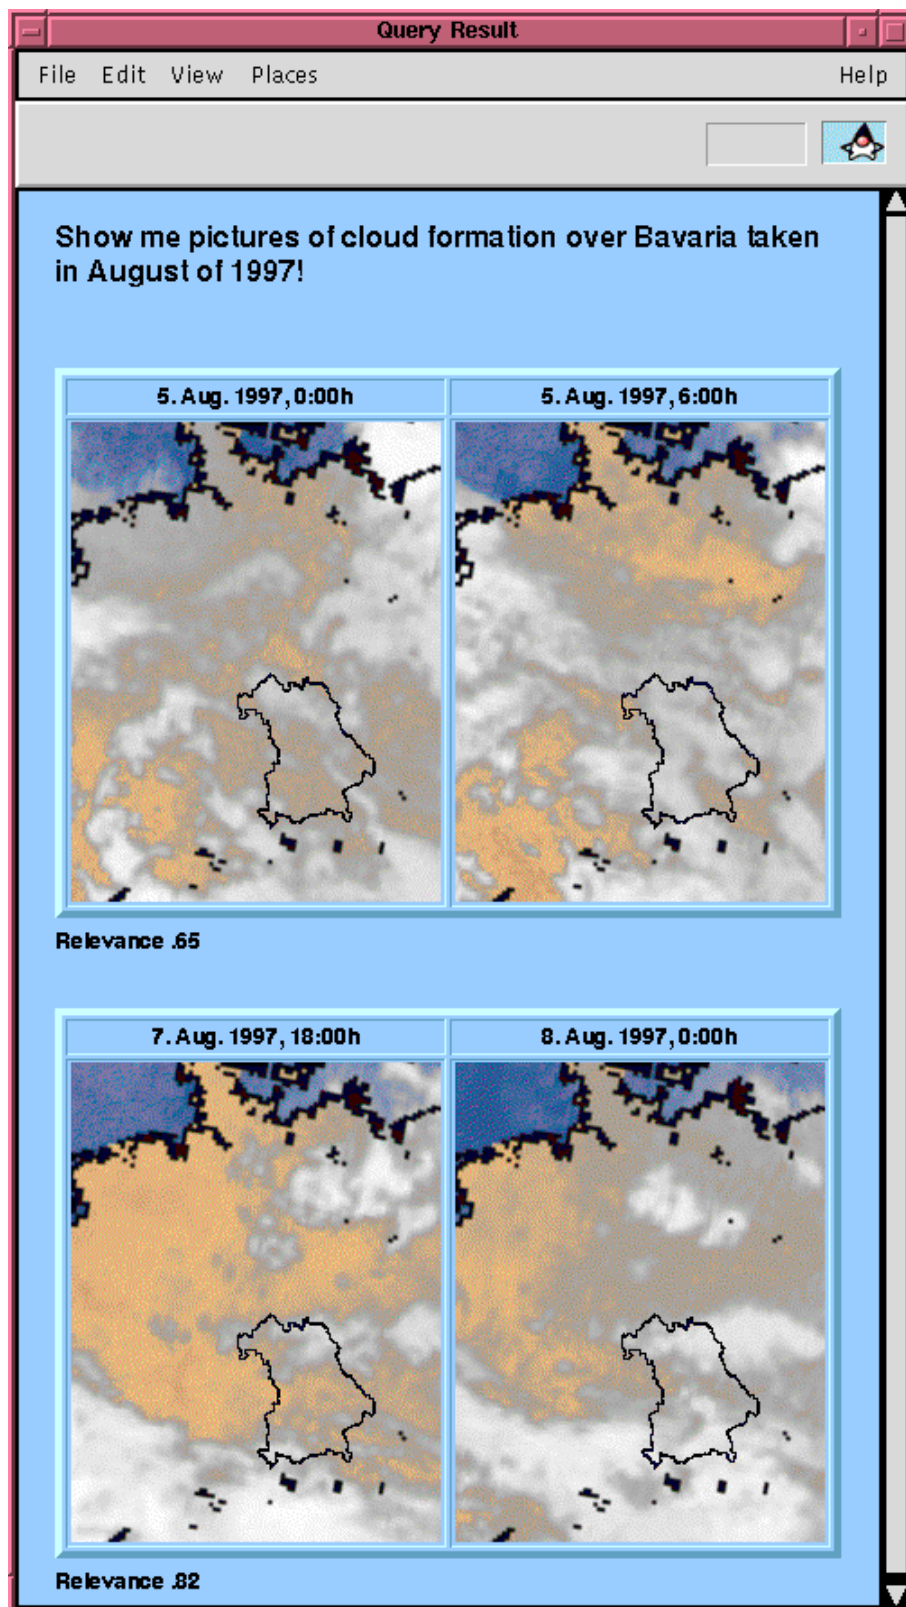 Query Result
File Edit View Places Help
Show me pictures of cloud formation over Bavaria taken
in August of 1997!
5. Aug. 1997, 0:00h 5. Aug. 1997, 6:00h
Relevance .65
7. Aug. 1997, 18:00h 8. Aug. 1997, 0:00h
Relevance .82